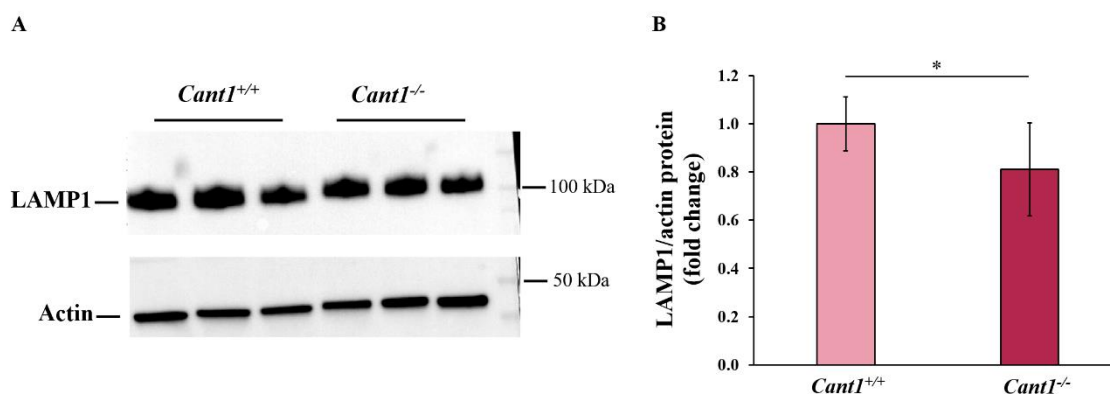 A
Cant1+/+ Cant1-/-
LAMP1
100 kDa
50 kDa
Actin
B
*
LAMP1/actin protein
(fold change)
1.2
1.0
0.8
0.6
0.4
0.2
0.0
Cant1+/+ Cant1-/-